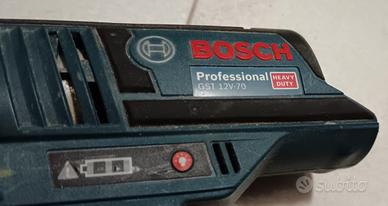 BOSCH
Professional
GST 12V-70
HEAVY
DUTY
subito